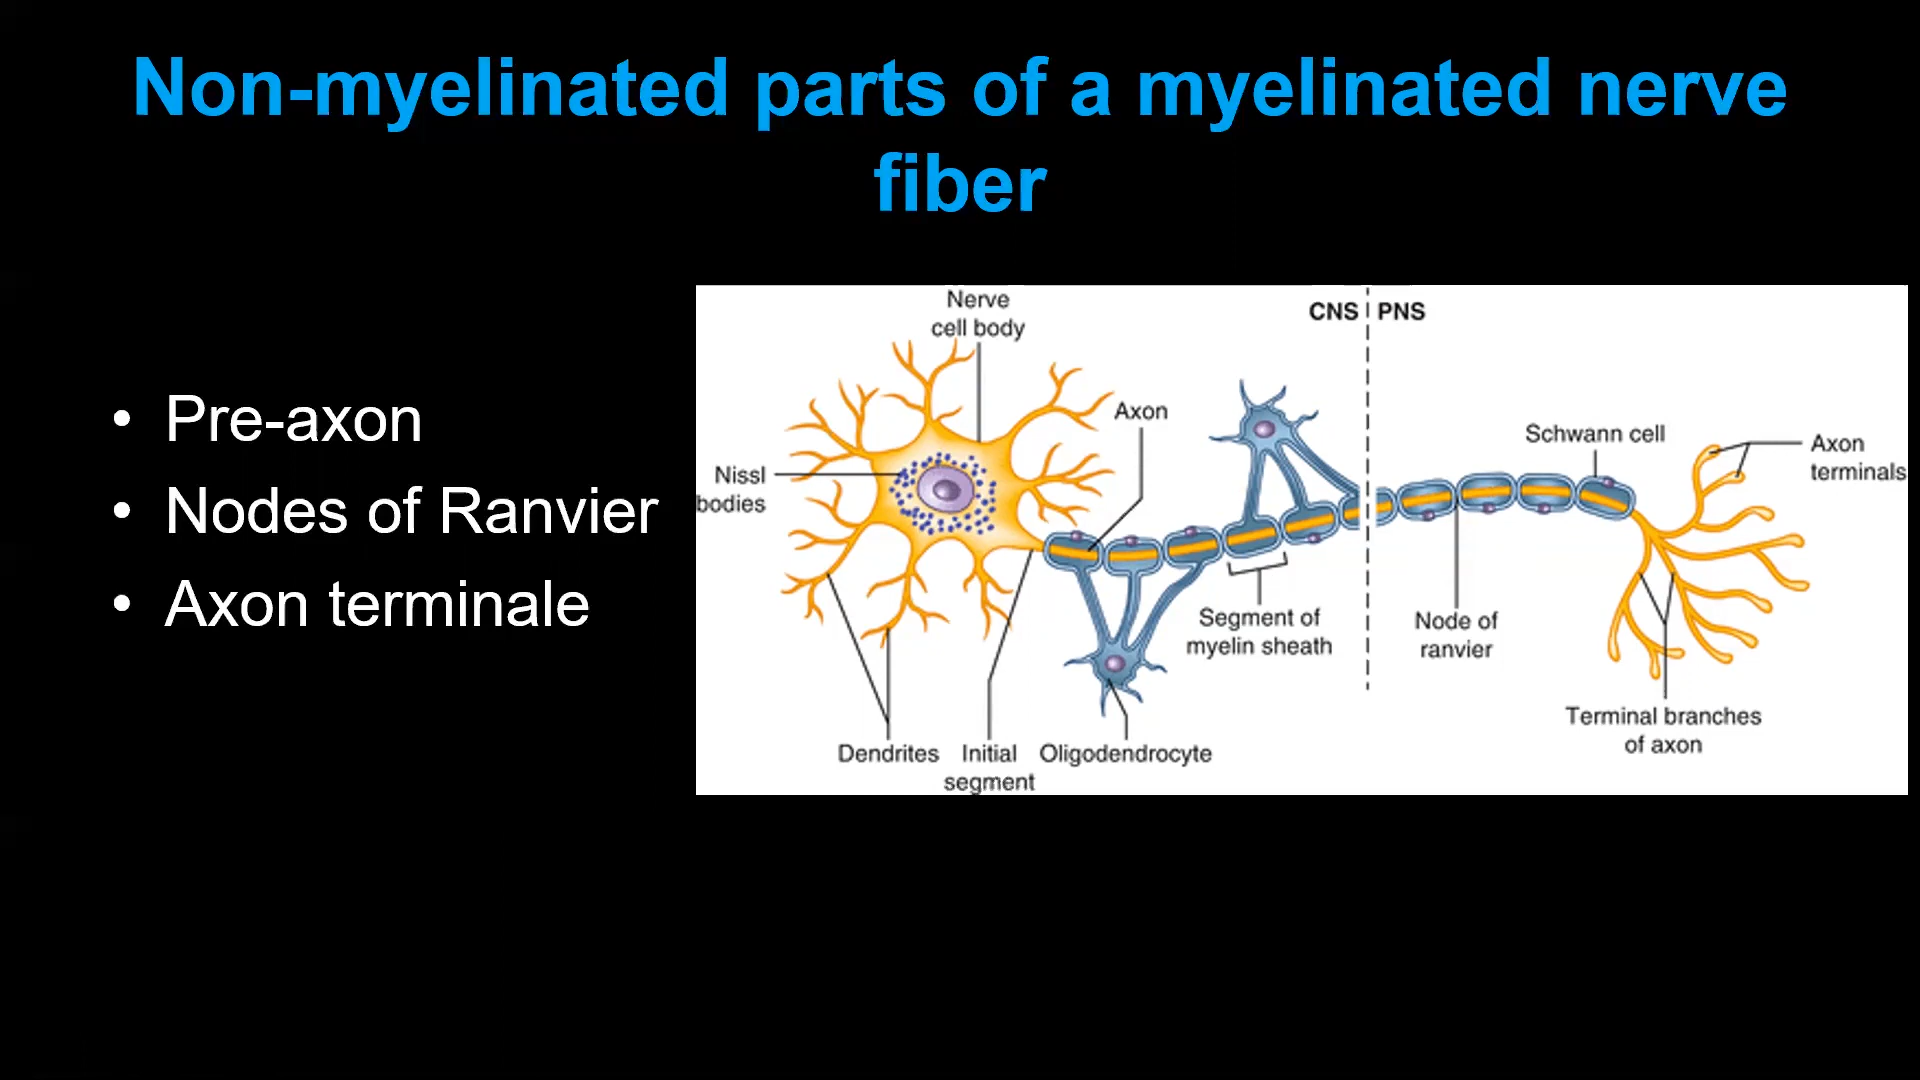 Non-myelinated parts of a myelinated nerve
fiber
• Pre-axon
• Nodes of Ranvier
• Axon terminale
Nerve
cell body
CNS
PNS
Axon
Schwann cell
Axon
terminals
Nissl
bodies
Segment of
myelin sheath
Node of
ranvier
Terminal branches
of axon
Dendrites
Initial
segment
Oligodendrocyte